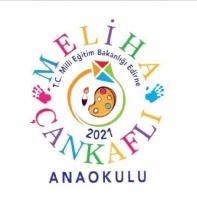 MELİHA
T.C. Milli Eğitim Bakanlığı Edirne
2021
ÇANKAFLI
ANAOKULU